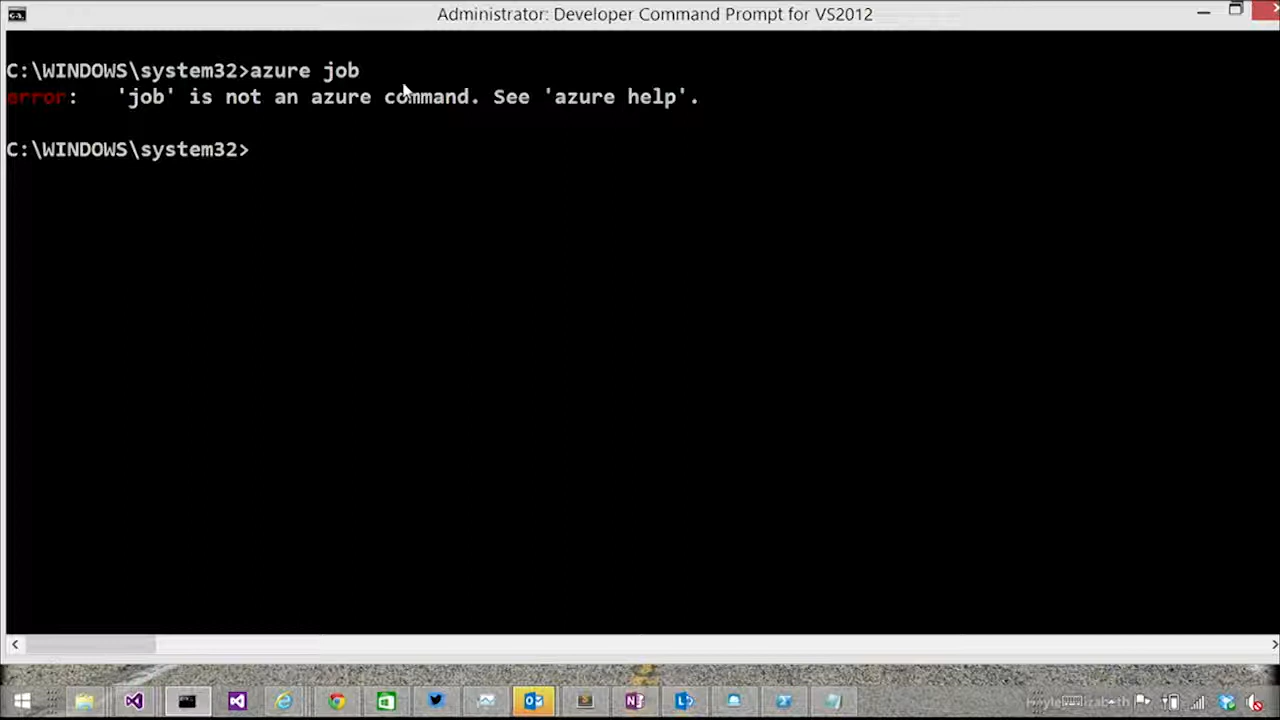 Administrator: Developer Command Prompt for VS2012
C:\WINDOWS\system32>azure job
error:   'job' is not an azure command. See 'azure help'.
C:\WINDOWS\system32>